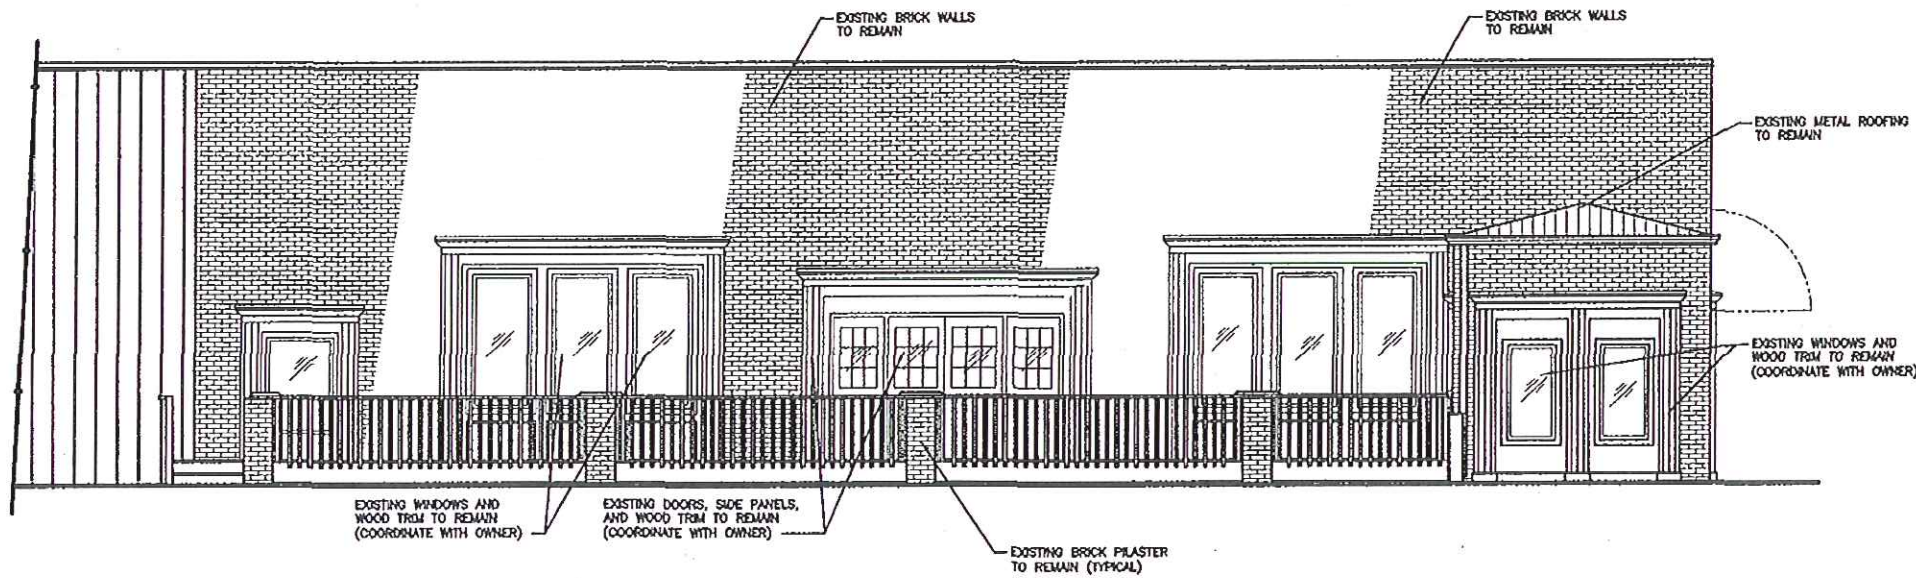 EXISTING BRICK WALLS
TO REMAIN
EXISTING BRICK WALLS
TO REMAIN
EXISTING METAL ROOFING
TO REMAIN
EXISTING WINDOWS AND
WOOD TRIM TO REMAIN
(COORDINATE WITH OWNER)
EXISTING WINDOWS AND
WOOD TRIM TO REMAIN
(COORDINATE WITH OWNER)
EXISTING DOORS, SIDE PANELS,
AND WOOD TRIM TO REMAIN
(COORDINATE WITH OWNER)
EXISTING BRICK PILASTER
TO REMAIN (TYPICAL)